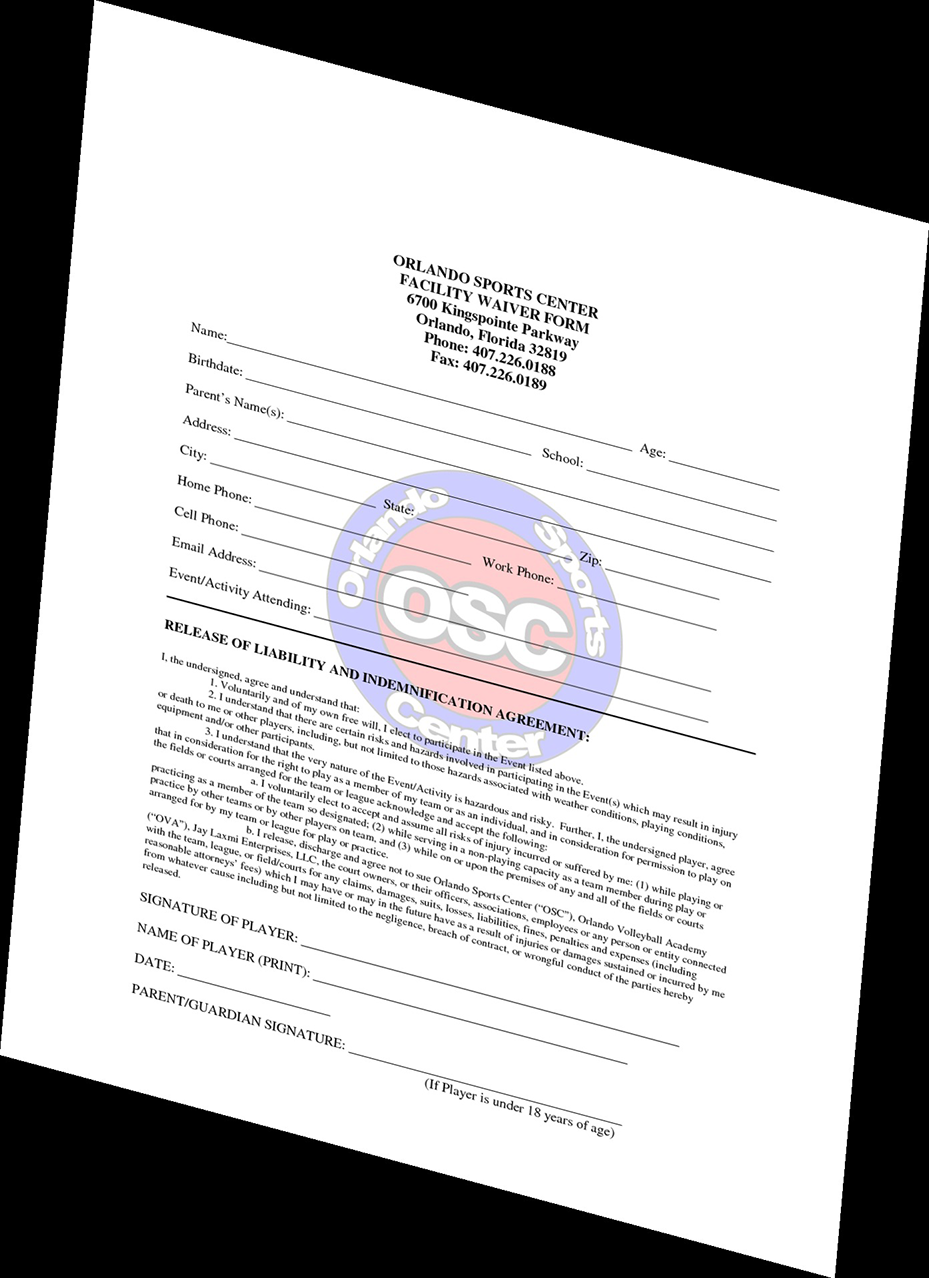 ORLANDO SPORTS CENTER
FACILITY WAIVER FORM
6700 Kingspointe Parkway
Orlando, Florida 32819
Phone: 407.226.0188
Fax: 407.226.0189
Name: Age:
Birthdate: School:
Parent's Name(s):
Address:
City: State: Zip:
Home Phone: Work Phone:
Cell Phone:
Email Address:
Event/Activity Attending:
Orlando Sports
OSC
Center
RELEASE OF LIABILITY AND INDEMNIFICATION AGREEMENT:
I, the undersigned, agree and understand that:
1. Voluntarily and of my own free will, I elect to participate in the Event listed above.
2. I understand that there are certain risks and hazards involved in participating in the Event(s) which may result in injury
or death to me or other players, including, but not limited to those hazards associated with weather conditions, playing conditions,
equipment and/or other participants.
3. I understand that the very nature of the Event/Activity is hazardous and risky. Further, I, the undersigned player, agree
that in consideration for the right to play as a member of my team or as an individual, and in consideration for permission to play on
the fields or courts arranged for the team or league acknowledge and accept the following:
a. I voluntarily elect to accept and assume all risks of injury incurred or suffered by me: (1) while playing or
practicing as a member of the team so designated; (2) while serving in a non-playing capacity as a team member during play or
practice by other teams or by other players on team, and (3) while on or upon the premises of any and all of the fields or courts
arranged for by my team or league for play or practice.
b. I release, discharge and agree not to sue Orlando Sports Center ("OSC"), Orlando Volleyball Academy
("OVA"), Jay Laxmi Enterprises, LLC, the court owners, or their officers, associations, employees or any person or entity connected
with the team, league, or field/courts for any claims, damages, suits, losses, liabilities, fines, penalties and expenses (including
reasonable attorneys' fees) which I may have or may in the future have as a result of injuries or damages sustained or incurred by me
from whatever cause including but not limited to the negligence, breach of contract, or wrongful conduct of the parties hereby
released.
SIGNATURE OF PLAYER:
NAME OF PLAYER (PRINT):
DATE:
PARENT/GUARDIAN SIGNATURE:
(If Player is under 18 years of age)